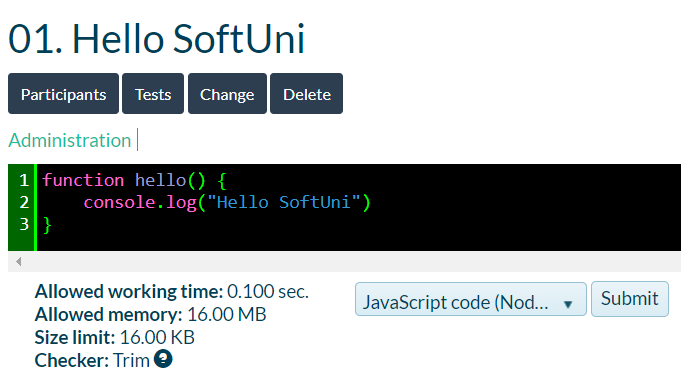 01. Hello SoftUni
Participants Tests Change Delete
Administration |
1 function hello() {
2     console.log("Hello SoftUni")
3 }
Allowed working time: 0.100 sec.
Allowed memory: 16.00 MB
Size limit: 16.00 KB
Checker: Trim ?
JavaScript code (Nod... Submit